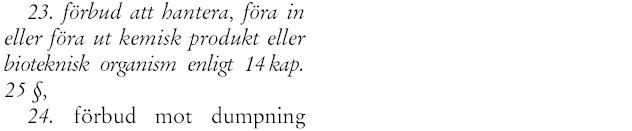 23. förbud att hantera, föra in
eller föra ut kemisk produkt eller
bioteknisk organism enligt 14 kap.
25 §,
24. förbud mot dumpning